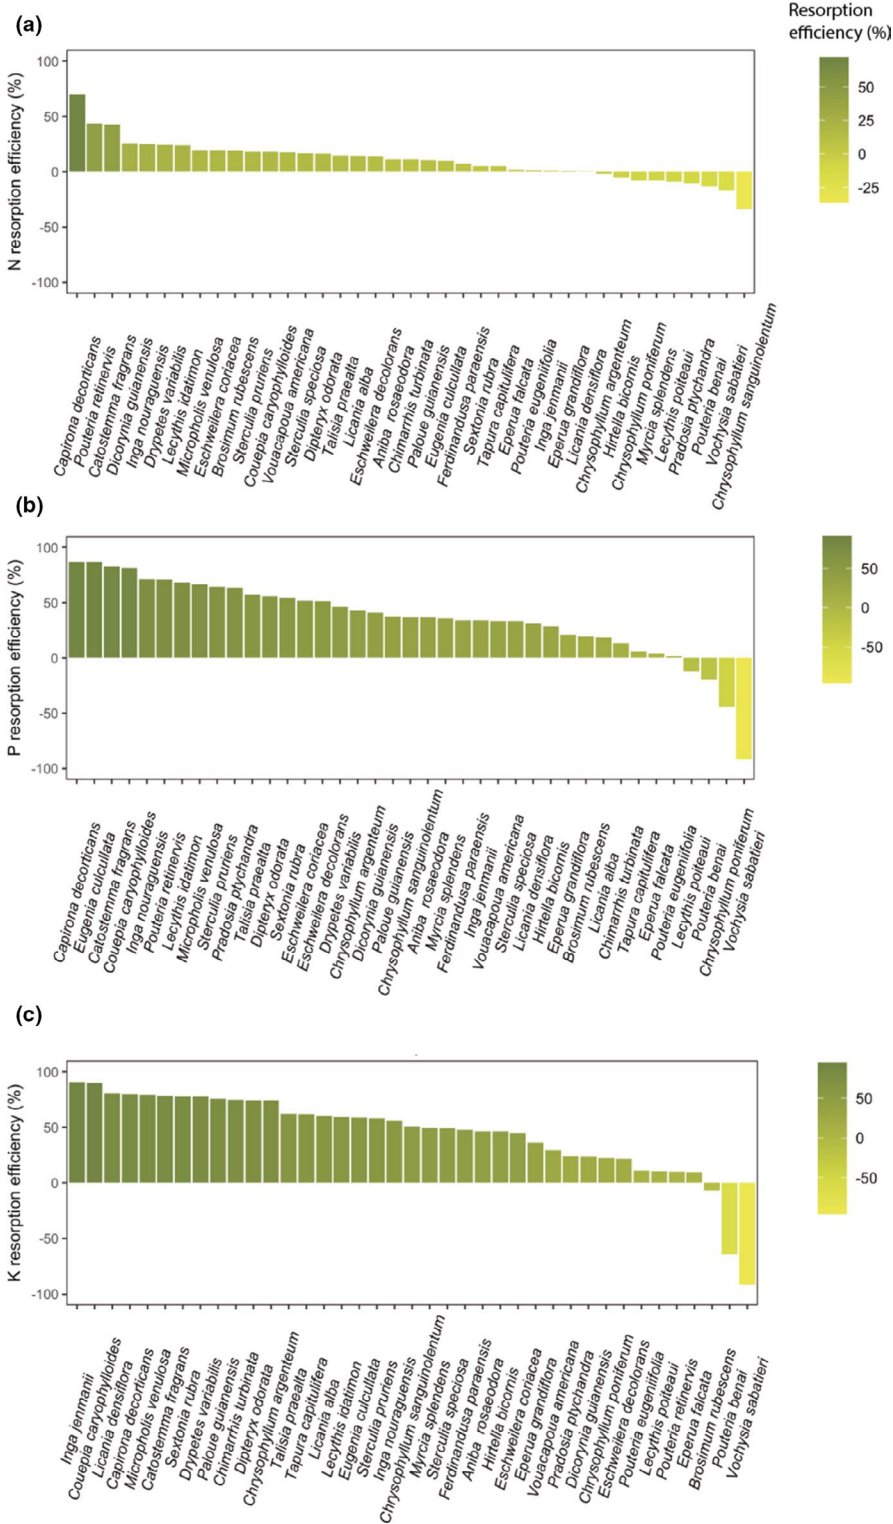 (a)
Resorption
efficiency (%)
N resorption efficiency (%)
100
50
0
-50
-100
50
25
0
-25
Capirona decorticans
Pouteria retinervis
Catostemma fragrans
Dicorynia guianensis
Inga nouraguensis
Drypetes variabilis
Lecythis idatimon
Micropholis venulosa
Eschweilera coriacea
Brosimum rubescens
Sterculia pruriens
Couepia caryophylloides
Vouacapoua americana
Sterculia speciosa
Dipteryx odorata
Talisia praealta
Licania alba
Eschweilera decolorans
Aniba rosaeodora
Chimarrhis turbinata
Paloue guianensis
Eugenia culcullata
Ferdinandusa paraensis
Sextonia rubra
Tapura capitulifera
Eperua falcata
Pouteria eugeniifolia
Inga jenmanii
Eperua grandiflora
Licania densiflora
Chrysophyllum argenteum
Hirtella bicornis
Chrysophyllum poniferum
Myrcia splendens
Lecythis poiteaui
Pradosia ptychandra
Pouteria benai
Vochysia sabatieri
Chrysophyllum sanguinolentum
(b)
P resorption efficiency (%)
100
50
0
-50
-100
50
0
-50
Capirona decorticans
Eugenia culcullata
Catostemma fragrans
Couepia caryophylloides
Inga nouraguensis
Pouteria retinervis
Lecythis idatimon
Micropholis venulosa
Sterculia pruriens
Pradosia ptychandra
Talisia praealta
Dipteryx odorata
Sextonia rubra
Eschweilera coriacea
Eschweilera decolorans
Drypetes variabilis
Chrysophyllum argenteum
Dicorynia guianensis
Paloue guianensis
Chrysophyllum sanguinolentum
Aniba rosaeodora
Myrcia splendens
Ferdinandusa paraensis
Inga jenmanii
Vouacapoua americana
Sterculia speciosa
Licania densiflora
Hirtella bicornis
Eperua grandiflora
Brosimum rubescens
Licania alba
Chimarrhis turbinata
Tapura capitulifera
Eperua falcata
Pouteria eugeniifolia
Lecythis poiteaui
Pouteria benai
Chrysophyllum poniferum
Vochysia sabatieri
(c)
K resorption efficiency (%)
100
50
0
-50
-100
50
0
-50
Inga jenmanii
Couepia caryophylloides
Licania densiflora
Capirona decorticans
Micropholis venulosa
Catostemma fragrans
Sextonia rubra
Drypetes variabilis
Paloue guianensis
Chimarrhis turbinata
Dipteryx odorata
Chrysophyllum argenteum
Talisia praealta
Tapura capitulifera
Licania alba
Lecythis idatimon
Eugenia culcullata
Sterculia pruriens
Inga nouraguensis
Chrysophyllum sanguinolentum
Myrcia splendens
Sterculia speciosa
Ferdinandusa paraensis
Aniba rosaeodora
Hirtella bicornis
Eschweilera coriacea
Eperua grandiflora
Vouacapoua americana
Pradosia ptychandra
Dicorynia guianensis
Chrysophyllum poniferum
Eschweilera decolorans
Pouteria eugeniifolia
Lecythis poiteaui
Pouteria retinervis
Eperua falcata
Brosimum rubescens
Pouteria benai
Vochysia sabatieri